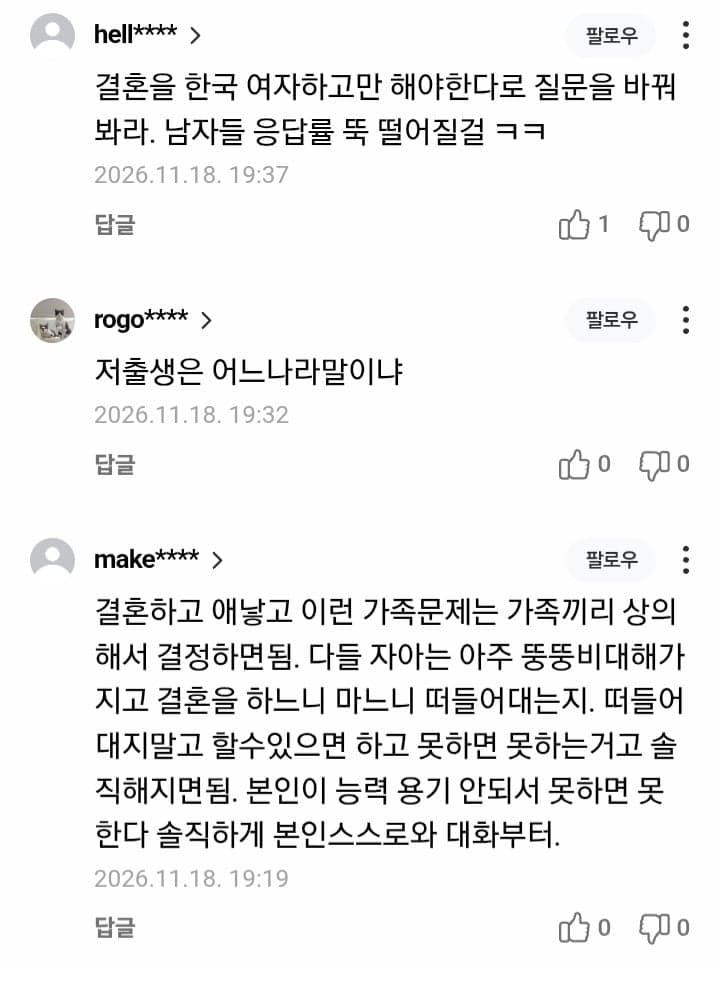 hell**** >
팔로우
결혼을 한국 여자하고만 해야한다로 질문을 바꿔
봐라. 남자들 응답률 뚝 떨어질걸 ㅋㅋ
2026.11.18. 19:37
답글
1 0
rogo**** >
팔로우
저출생은 어느나라말이냐
2026.11.18. 19:32
답글
0 0
make**** >
팔로우
결혼하고 애낳고 이런 가족문제는 가족끼리 상의
해서 결정하면됨. 다들 자아는 아주 뚱뚱비대해가
지고 결혼을 하느니 마느니 떠들어대는지. 떠들어
대지말고 할수있으면 하고 못하면 못하는거고 솔
직해지면됨. 본인이 능력 용기 안되서 못하면 못
한다 솔직하게 본인스스로와 대화부터.
2026.11.18. 19:19
답글
0 0